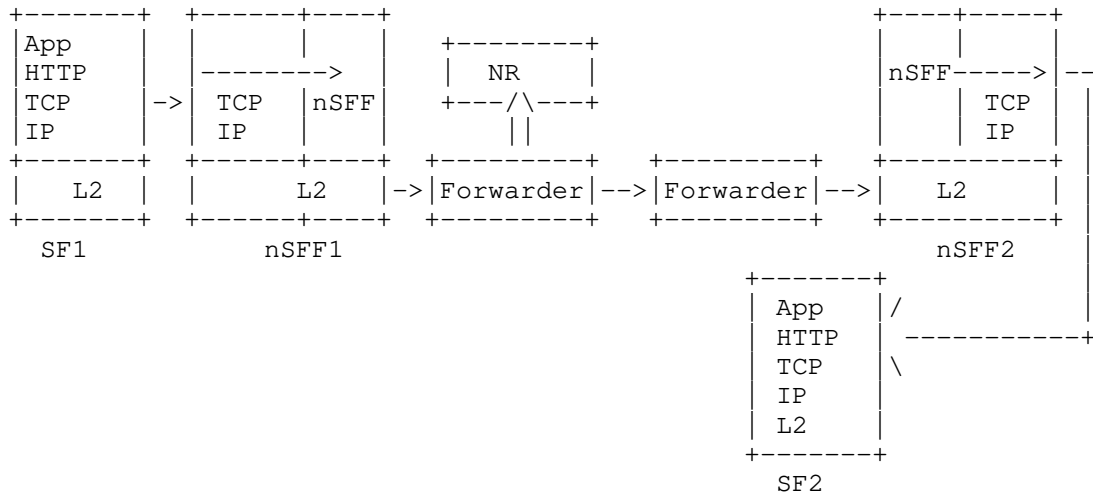 +-------+  +------+----+                              +----+-----+
|App    |  |      |    |   +--------+                 |    |     |
|HTTP   |  |-------->   |   |  NR    |                 |nSFF----->|--
|TCP    |->| TCP  |nSFF|   +---/\---+                 |    | TCP |  |
|IP     |  | IP   |    |       ||                     |    | IP  |  |
+-------+  +------+----+  +---------+   +---------+   +----------+  |
|   L2  |  |      L2   |->|Forwarder|-->|Forwarder|-->|   L2     |  |
+-------+  +------+----+  +---------+   +---------+   +----------+  |
SF1           nSFF1                                       nSFF2     |
+-------+             |
| App   |/            |
| HTTP  | -----------+
| TCP   |\
| IP    |
| L2    |
+-------+
SF2